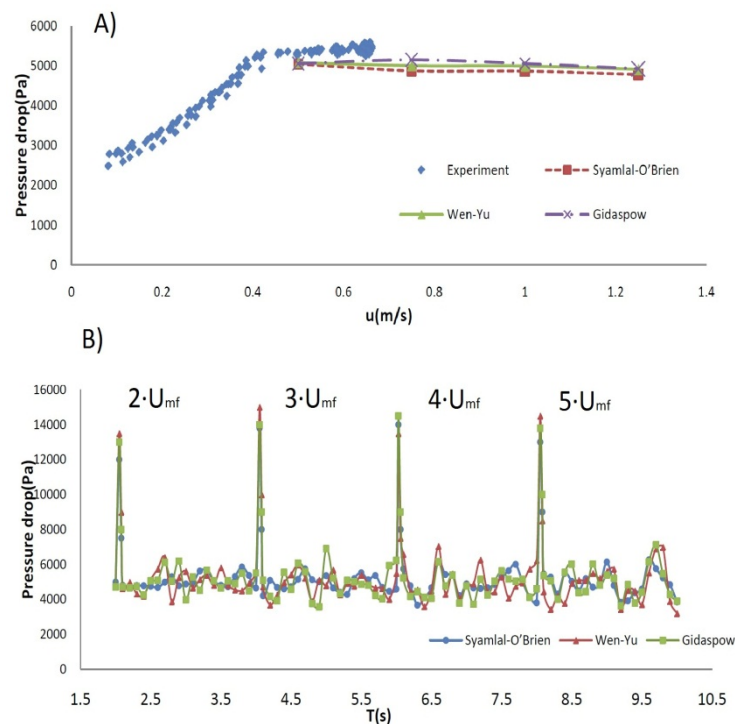 A)
6000
5000
4000
3000
2000
1000
0
Pressure drop(Pa)
Experiment
Syamlal-O'Brien
Wen-Yu
Gidaspow
0 0.2 0.4 0.6 0.8 1 1.2 1.4
u(m/s)
B)
16000
14000
12000
10000
8000
6000
4000
2000
0
Pressure drop(Pa)
2·Umf 3·Umf 4·Umf 5·Umf
Syamlal-O'Brien Wen-Yu Gidaspow
1.5 2.5 3.5 4.5 5.5 6.5 7.5 8.5 9.5 10.5
T(s)